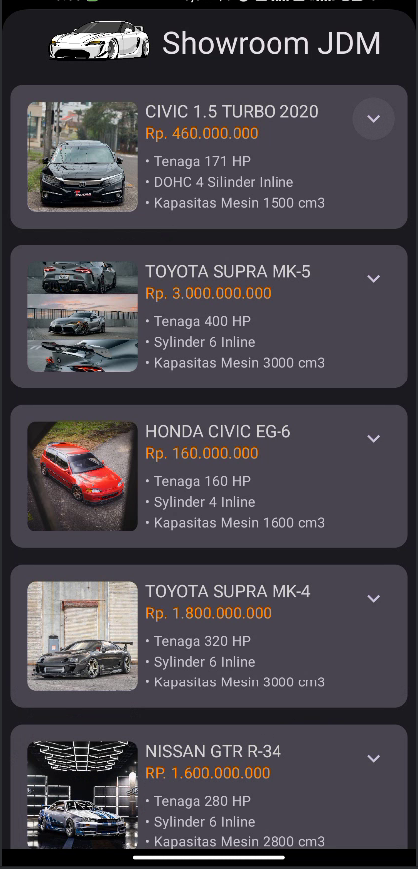 Showroom JDM
CIVIC 1.5 TURBO 2020
Rp. 460.000.000
• Tenaga 171 HP
• DOHC 4 Silinder Inline
• Kapasitas Mesin 1500 cm3
TOYOTA SUPRA MK-5
Rp. 3.000.000.000
• Tenaga 400 HP
• Sylinder 6 Inline
• Kapasitas Mesin 3000 cm3
HONDA CIVIC EG-6
Rp. 160.000.000
• Tenaga 160 HP
• Sylinder 4 Inline
• Kapasitas Mesin 1600 cm3
TOYOTA SUPRA MK-4
Rp. 1.800.000.000
• Tenaga 320 HP
• Sylinder 6 Inline
• Kapasitas Mesin 3000 cm3
NISSAN GTR R-34
RP. 1.600.000.000
• Tenaga 280 HP
• Sylinder 6 Inline
• Kapasitas Mesin 2800 cm3